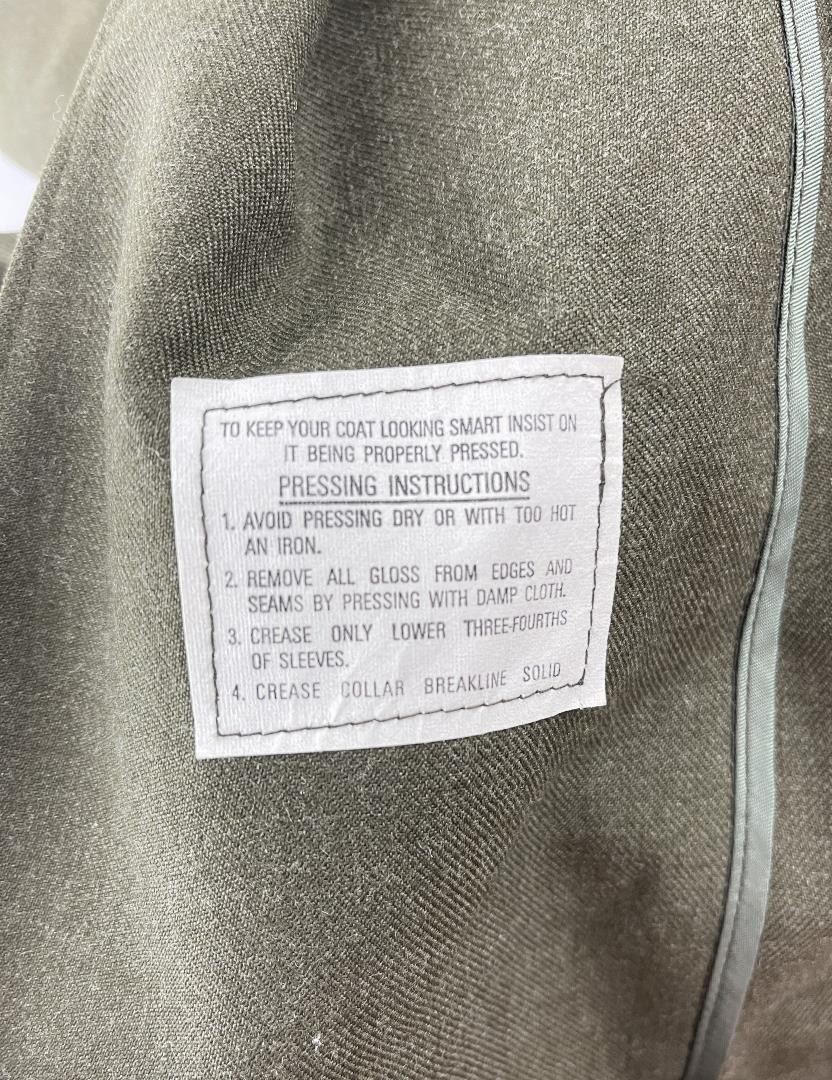 TO KEEP YOUR COAT LOOKING SMART INSIST ON
IT BEING PROPERLY PRESSED.
PRESSING INSTRUCTIONS
1. AVOID PRESSING DRY OR WITH TOO HOT
AN IRON.
2. REMOVE ALL GLOSS FROM EDGES AND
SEAMS BY PRESSING WITH DAMP CLOTH.
3. CREASE ONLY LOWER THREE-FOURTHS
OF SLEEVES.
4. CREASE COLLAR BREAKLINE SOLID